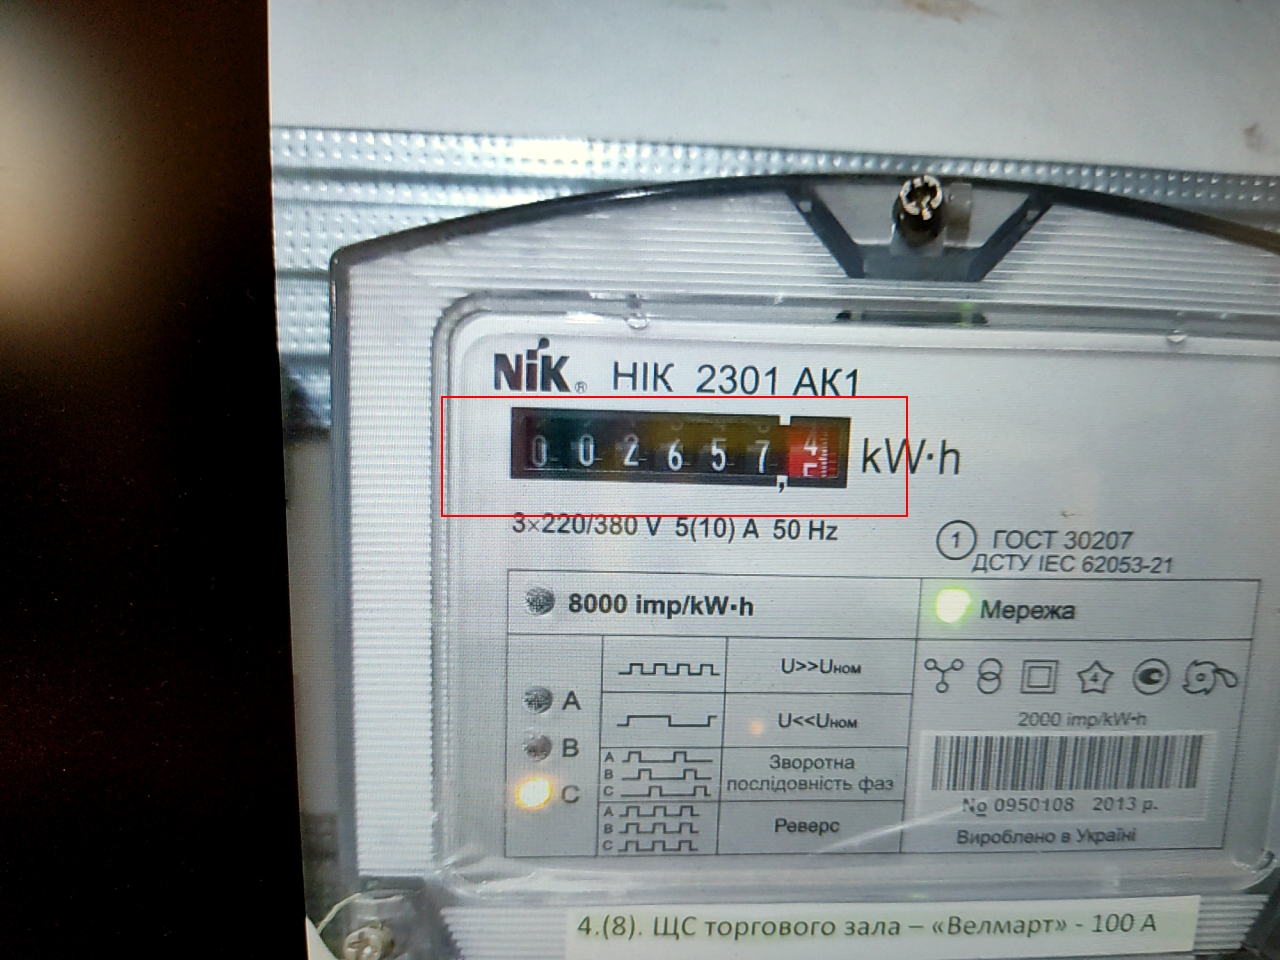 NiK® НІК 2301 АК1
002657,4 kW·h
3×220/380 V 5(10) A 50 Hz
1 ГОСТ 30207
ДСТУ IEC 62053-21
8000 imp/kW·h
Мережа
A
B
C
U>>Uном
U<<Uном
A
B
C
Зворотна
послідовність фаз
A
B
C
Реверс
4
2000 imp/kW·h
№ 0950108 2013 р.
Вироблено в Україні
4.(8). ЩС торгового зала – «Велмарт» - 100 А